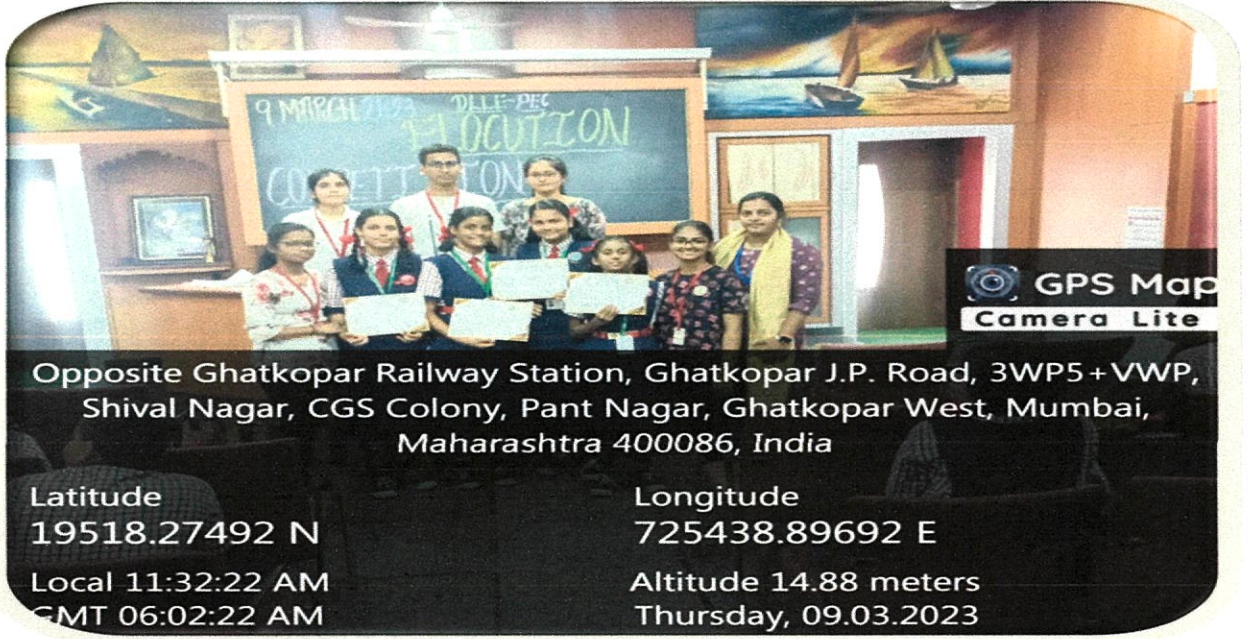 9 MARCH 2023 DLLE-PEC
ELOCUTION
COMPETITION
GPS Map
Camera Lite
Opposite Ghatkopar Railway Station, Ghatkopar J.P. Road, 3WP5+VWP,
Shival Nagar, CGS Colony, Pant Nagar, Ghatkopar West, Mumbai,
Maharashtra 400086, India
Latitude
19518.27492 N
Longitude
725438.89692 E
Local 11:32:22 AM
GMT 06:02:22 AM
Altitude 14.88 meters
Thursday, 09.03.2023